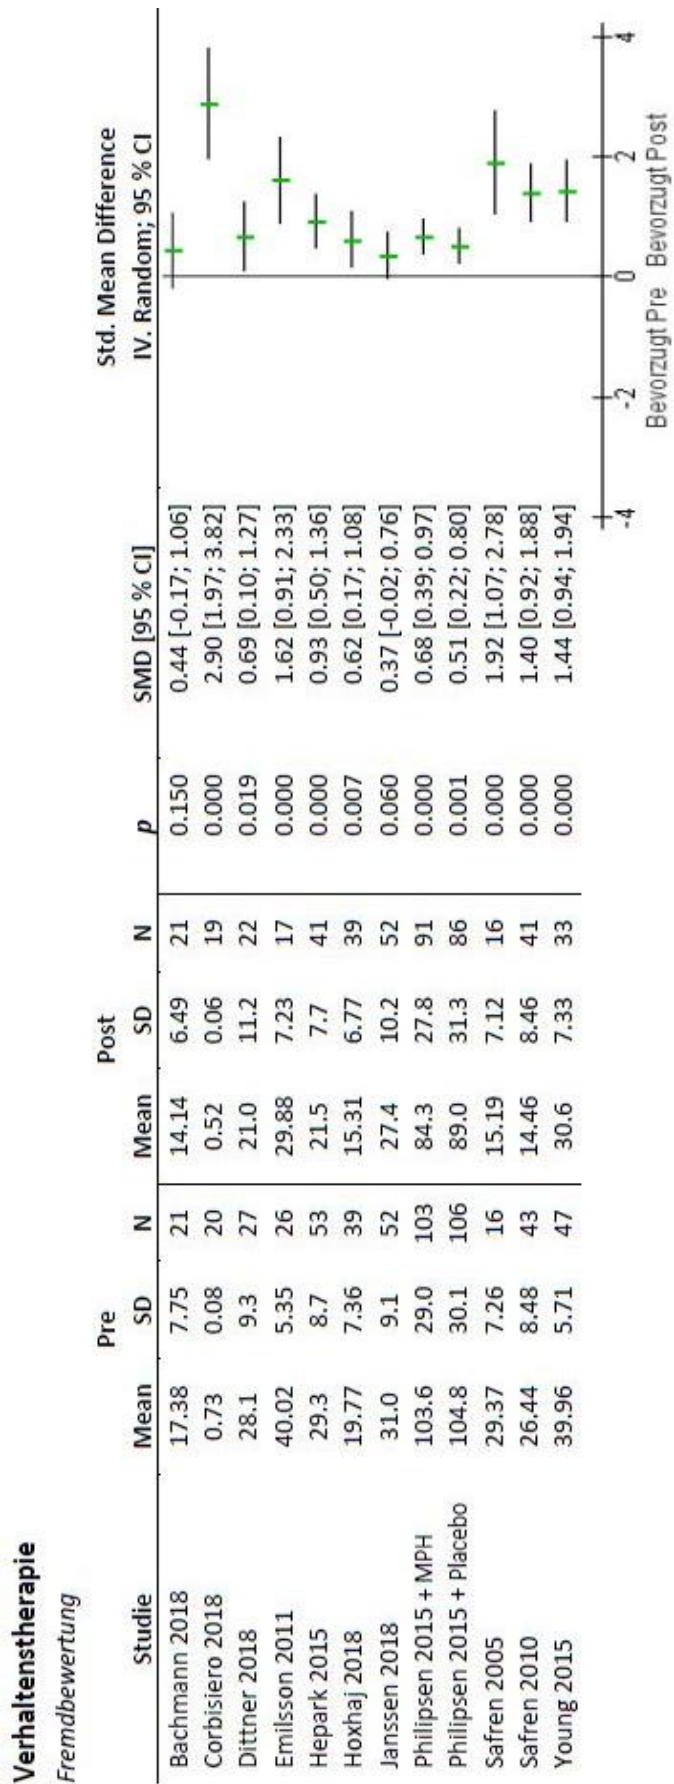 Verhaltenstherapie
Fremdbewertung
Pre Post Std. Mean Difference
Studie Mean SD N Mean SD N p SMD [95 % CI] IV. Random; 95 % CI
Bachmann 2018 17.38 7.75 21 14.14 6.49 21 0.150 0.44 [-0.17; 1.06]
Corbisiero 2018 0.73 0.08 20 0.52 0.06 19 0.000 2.90 [1.97; 3.82]
Dittner 2018 28.1 9.3 27 21.0 11.2 22 0.019 0.69 [0.10; 1.27]
Emilsson 2011 40.02 5.35 26 29.88 7.23 17 0.000 1.62 [0.91; 2.33]
Hepark 2015 29.3 8.7 53 21.5 7.7 41 0.000 0.93 [0.50; 1.36]
Hoxhaj 2018 19.77 7.36 39 15.31 6.77 39 0.007 0.62 [0.17; 1.08]
Janssen 2018 31.0 9.1 52 27.4 10.2 52 0.060 0.37 [-0.02; 0.76]
Philipsen 2015 + MPH 103.6 29.0 103 84.3 27.8 91 0.000 0.68 [0.39; 0.97]
Philipsen 2015 + Placebo 104.8 30.1 106 89.0 31.3 86 0.001 0.51 [0.22; 0.80]
Safren 2005 29.37 7.26 16 15.19 7.12 16 0.000 1.92 [1.07; 2.78]
Safren 2010 26.44 8.48 43 14.46 8.46 41 0.000 1.40 [0.92; 1.88]
Young 2015 39.96 5.71 47 30.6 7.33 33 0.000 1.44 [0.94; 1.94]
-4 -2 0 2 4
Bevorzugt Pre Bevorzugt Post